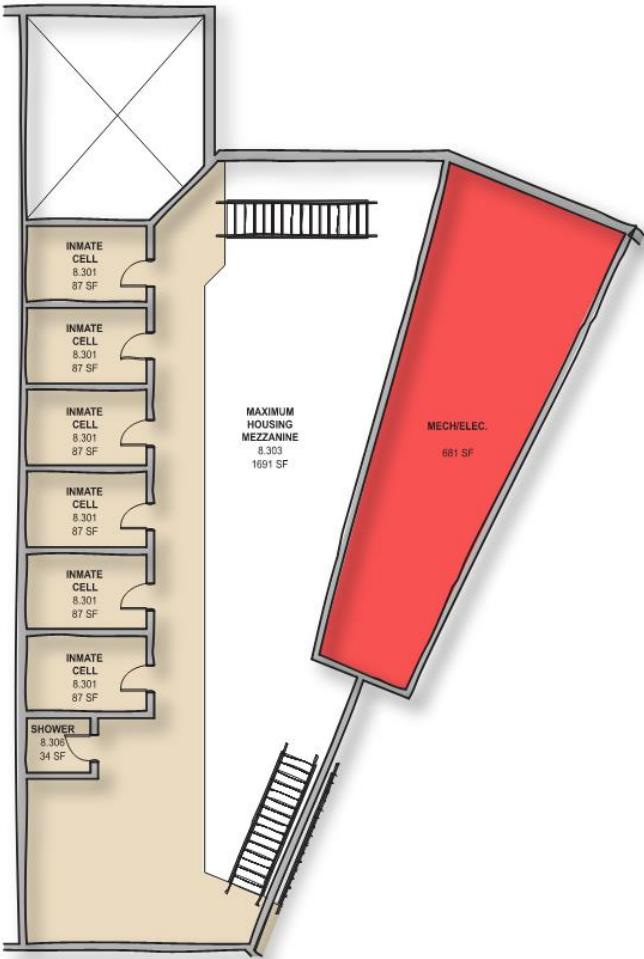 INMATE
CELL
8.301
87 SF
INMATE
CELL
8.301
87 SF
INMATE
CELL
8.301
87 SF
INMATE
CELL
8.301
87 SF
INMATE
CELL
8.301
87 SF
INMATE
CELL
8.301
87 SF
SHOWER
8.306
34 SF
MAXIMUM
HOUSING
MEZZANINE
8.303
1691 SF
MECH/ELEC.
681 SF